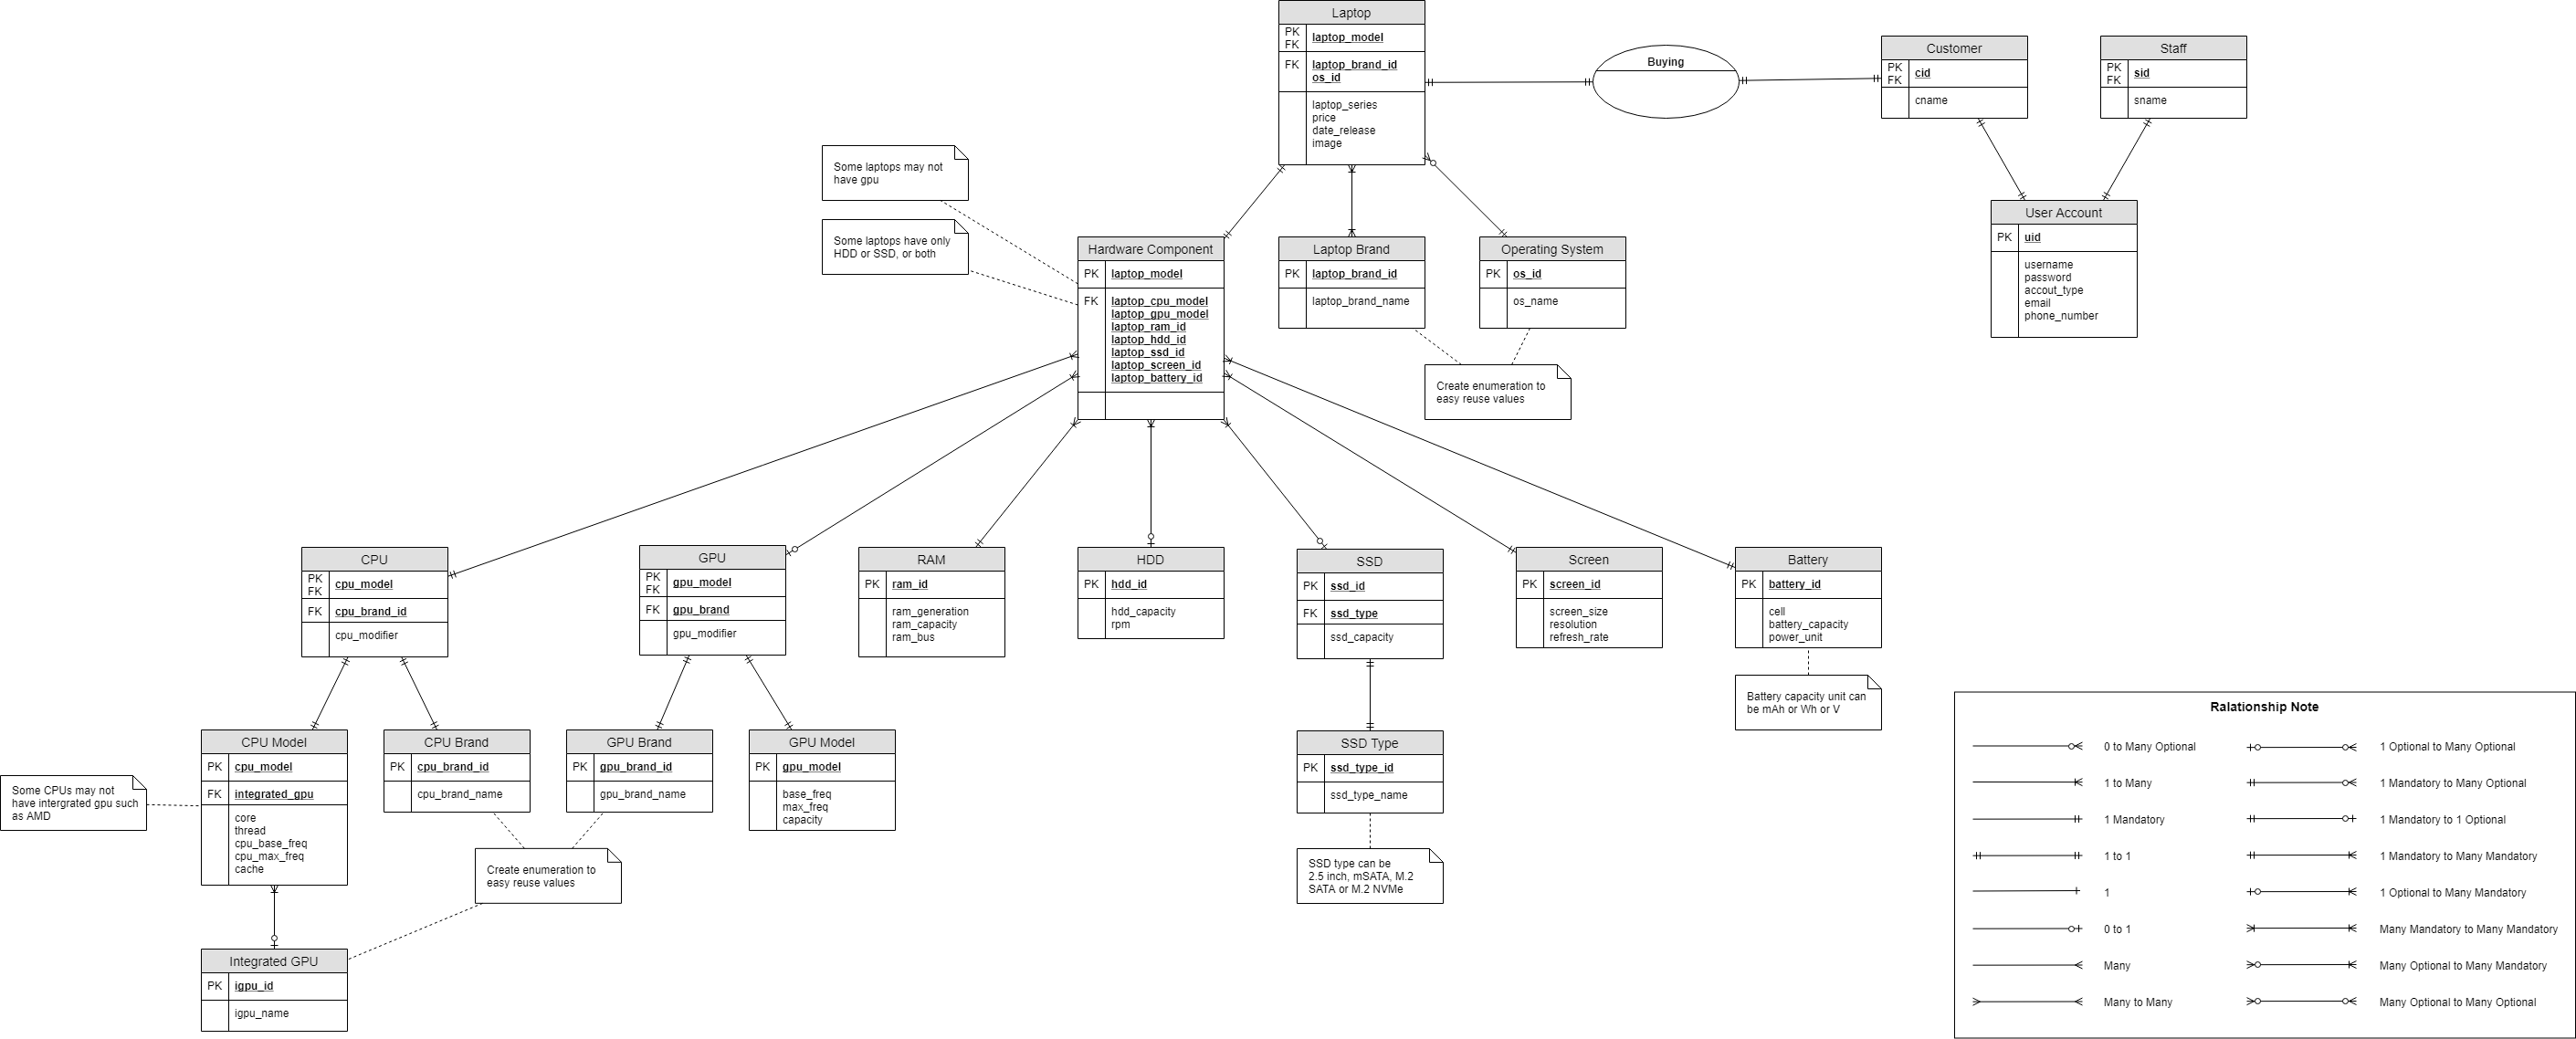 Laptop
PK
FK
laptop_model
FK
laptop_brand_id
os_id
laptop_series
price
date_release
image
Buying
Customer
PK
FK
cid
cname
Staff
PK
FK
sid
sname
User Account
PK
uid
username
password
accout_type
email
phone_number
Some laptops may not
have gpu
Some laptops have only
HDD or SSD, or both
Hardware Component
PK
laptop_model
FK
laptop_cpu_model
laptop_gpu_model
laptop_ram_id
laptop_hdd_id
laptop_ssd_id
laptop_screen_id
laptop_battery_id
Laptop Brand
PK
laptop_brand_id
laptop_brand_name
Operating System
PK
os_id
os_name
Create enumeration to
easy reuse values
CPU
PK
FK
cpu_model
FK
cpu_brand_id
cpu_modifier
GPU
PK
FK
gpu_model
FK
gpu_brand
gpu_modifier
RAM
PK
ram_id
ram_generation
ram_capacity
ram_bus
HDD
PK
hdd_id
hdd_capacity
rpm
SSD
PK
ssd_id
FK
ssd_type
ssd_capacity
Screen
PK
screen_id
screen_size
resolution
refresh_rate
Battery
PK
battery_id
cell
battery_capacity
power_unit
Battery capacity unit can
be mAh or Wh or V
CPU Model
PK
cpu_model
FK
integrated_gpu
core
thread
cpu_base_freq
cpu_max_freq
cache
Some CPUs may not
have intergrated gpu such
as AMD
CPU Brand
PK
cpu_brand_id
cpu_brand_name
GPU Brand
PK
gpu_brand_id
gpu_brand_name
GPU Model
PK
gpu_model
base_freq
max_freq
capacity
SSD Type
PK
ssd_type_id
ssd_type_name
Create enumeration to
easy reuse values
SSD type can be
2.5 inch, mSATA, M.2
SATA or M.2 NVMe
Integrated GPU
PK
igpu_id
igpu_name
Ralationship Note
0 to Many Optional
1 to Many
1 Mandatory
1 to 1
1
0 to 1
Many
Many to Many
1 Optional to Many Optional
1 Mandatory to Many Optional
1 Mandatory to 1 Optional
1 Mandatory to Many Mandatory
1 Optional to Many Mandatory
Many Mandatory to Many Mandatory
Many Optional to Many Mandatory
Many Optional to Many Optional